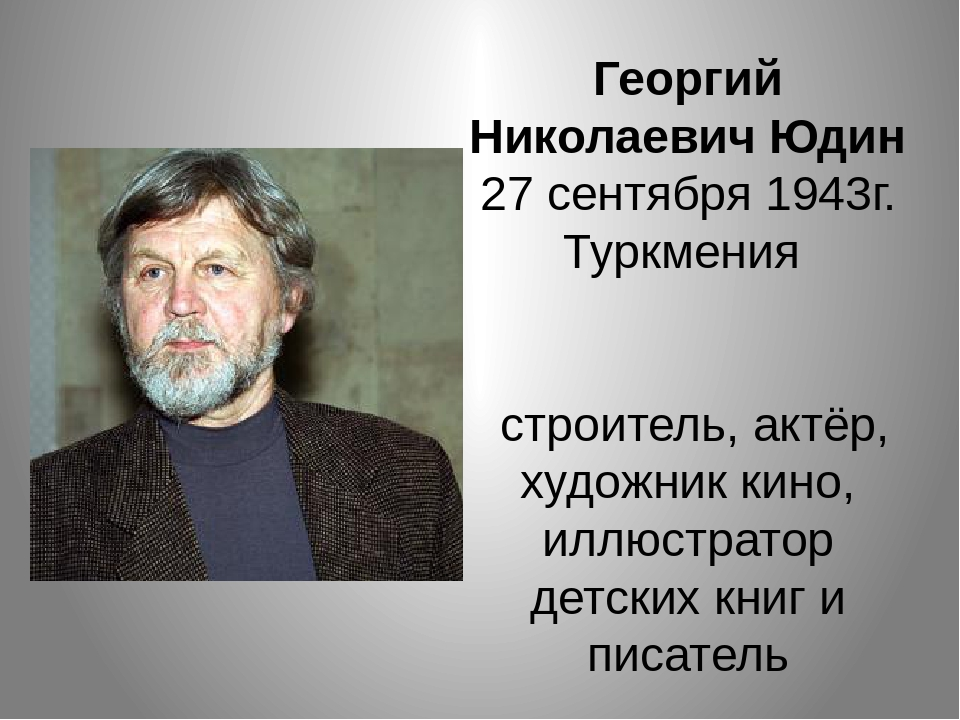 Георгий
Николаевич Юдин
27 сентября 1943г.
Туркмения
строитель, актёр,
художник кино,
иллюстратор
детских книг и
писатель